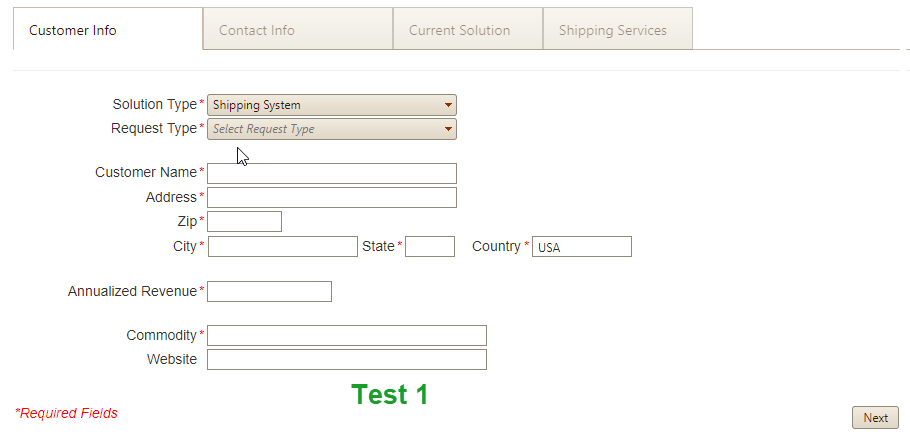 Customer Info Contact Info Current Solution Shipping Services
Solution Type* Shipping System
Request Type* Select Request Type
Customer Name*
Address*
Zip*
City* State* Country* USA
Annualized Revenue*
Commodity*
Website
Test 1
*Required Fields
Next